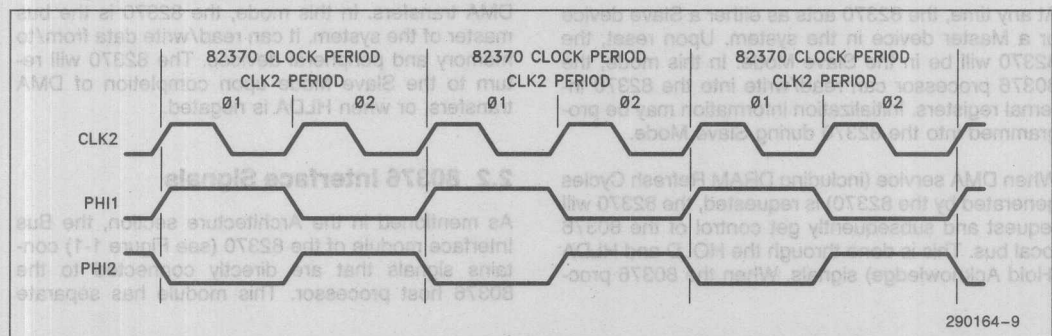 82370 CLOCK PERIOD 82370 CLOCK PERIOD 82370 CLOCK PERIOD
CLK2 PERIOD CLK2 PERIOD CLK2 PERIOD
Ø1 Ø2 Ø1 Ø2 Ø1 Ø2
CLK2
PHI1
PHI2
290164-9
At any time, the 82370 acts as either a Slave device
or a Master device in the system. Upon reset, the
82370 will be in the Slave Mode. In this mode, the
80376 processor can read/write into the 82370 in-
ternal registers. Initialization information may be pro-
grammed into the 82370 during Slave Mode.
When DMA service (including DRAM Refresh Cycles
generated by the 82370) is requested, the 82370 will
request and subsequently get control of the 80376
local bus. This is done through the HOLD and HLDA
(Hold Acknowledge) signals. When the 80376 proc-
DMA transfers. In this mode, the 82370 is the bus
master of the system. It can read/write data from/to
memory and peripheral devices. The 82370 will re-
turn to the Slave Mode upon completion of DMA
transfers, or when HLDA is negated.
2.2 80376 Interface Signals
As mentioned in the Architecture section, the Bus
Interface module of the 82370 (see Figure 1-1) con-
tains signals that are directly connected to the
80376 host processor. This module has separate